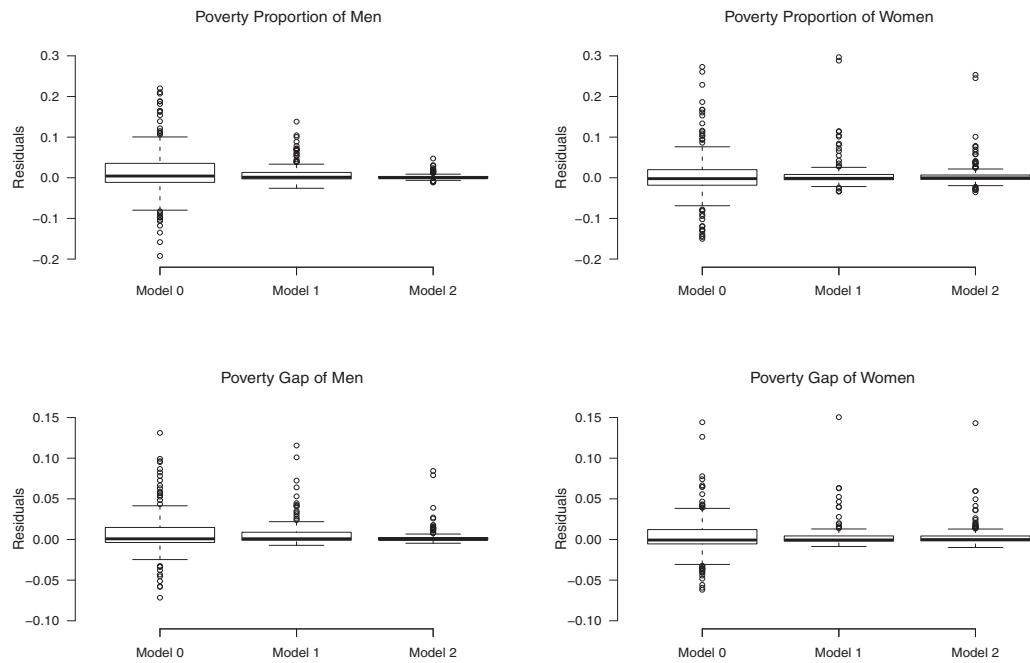 Poverty Proportion of Men
0.3
0.2
0.1
0.0
−0.1
−0.2
Residuals
Model 0 Model 1 Model 2
Poverty Proportion of Women
0.3
0.2
0.1
0.0
−0.1
−0.2
Residuals
Model 0 Model 1 Model 2
Poverty Gap of Men
0.15
0.10
0.05
0.00
−0.05
−0.10
Residuals
Model 0 Model 1 Model 2
Poverty Gap of Women
0.15
0.10
0.05
0.00
−0.05
−0.10
Residuals
Model 0 Model 1 Model 2